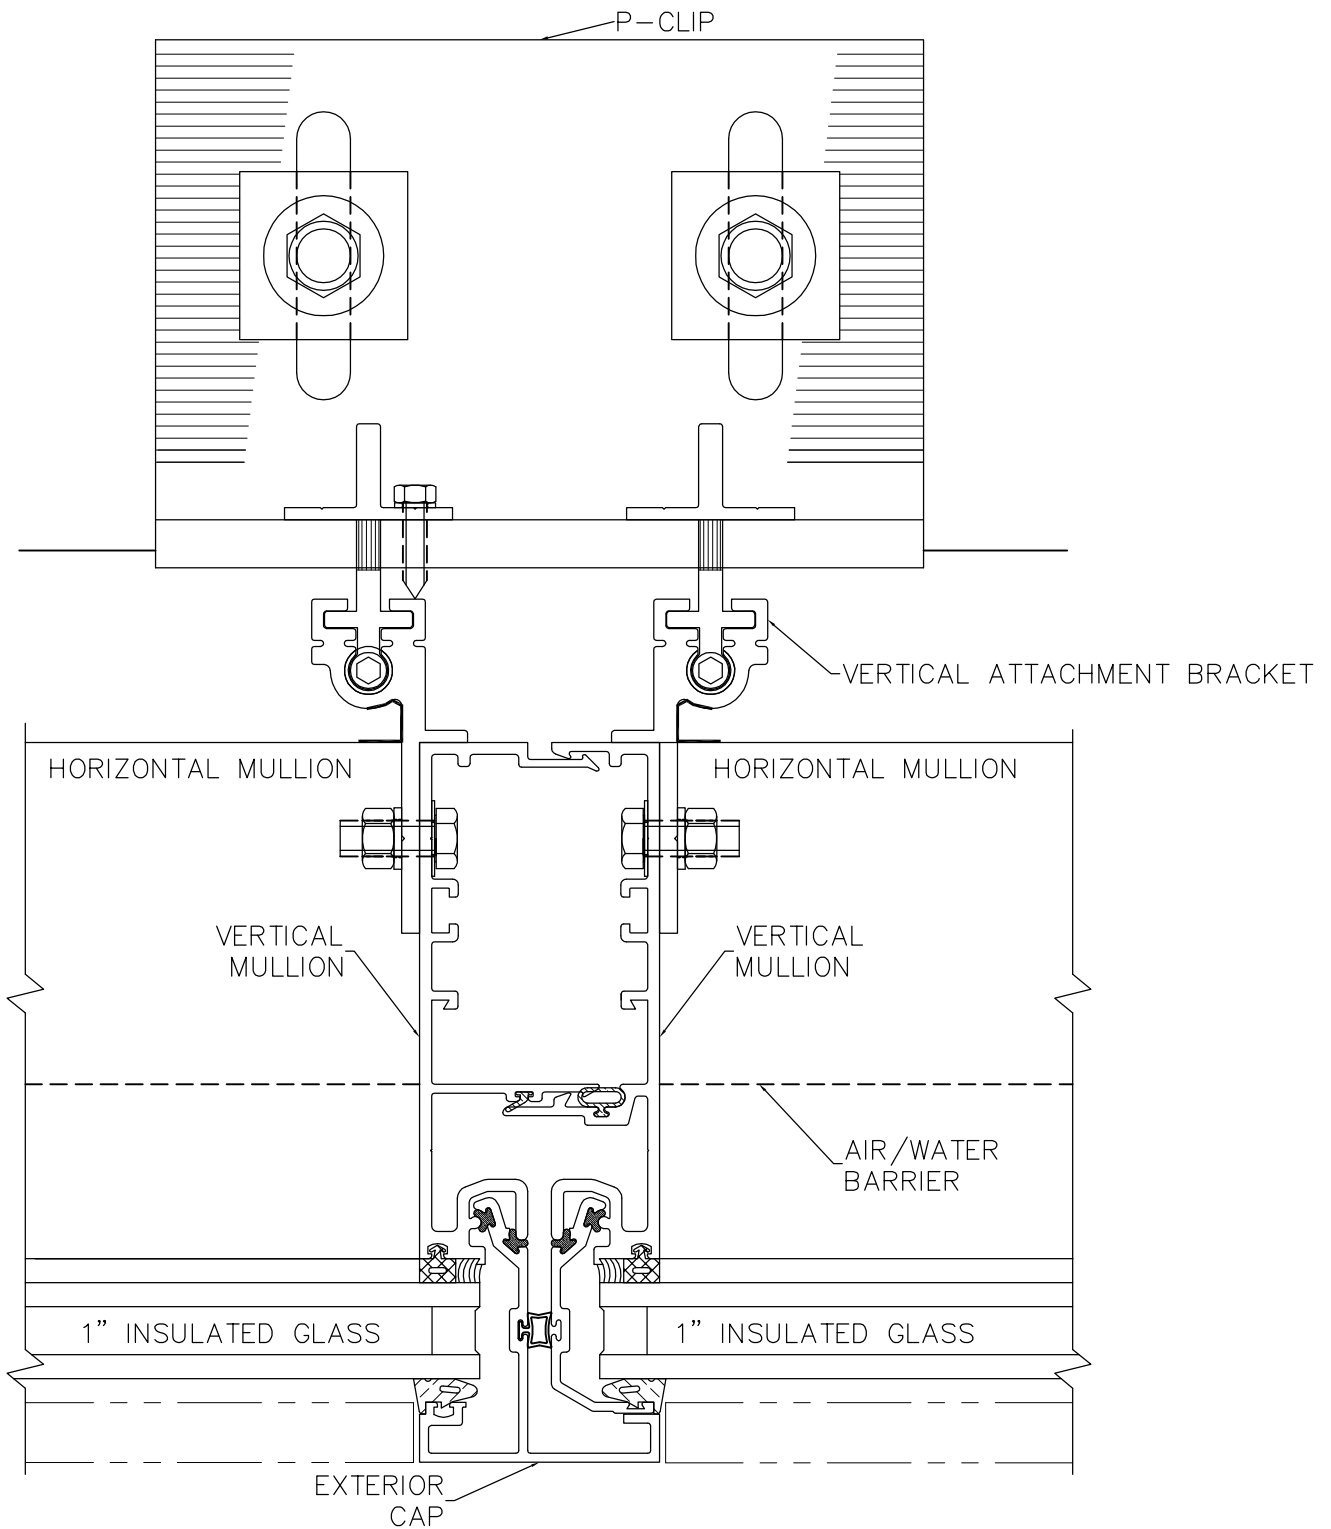 P-CLIP
VERTICAL ATTACHMENT BRACKET
HORIZONTAL MULLION
HORIZONTAL MULLION
VERTICAL
MULLION
VERTICAL
MULLION
AIR/WATER
BARRIER
1” INSULATED GLASS
1” INSULATED GLASS
EXTERIOR
CAP